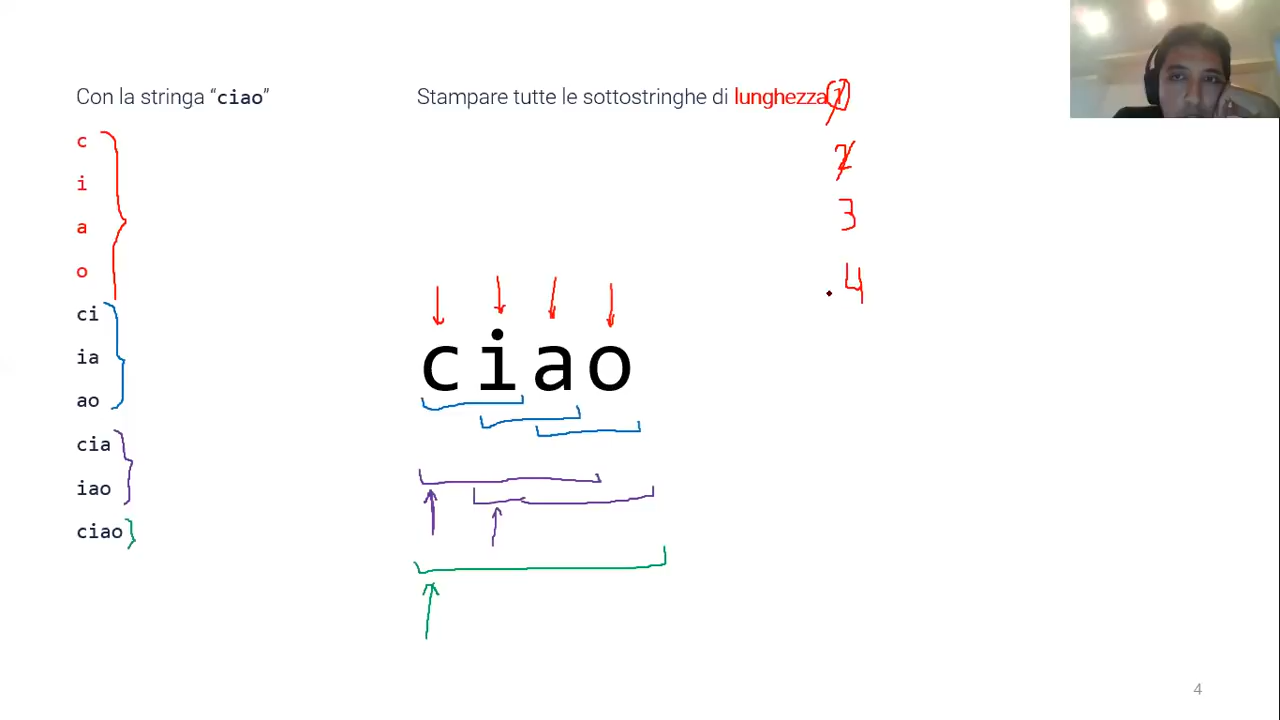 Con la stringa “ciao”
c
i
a
o
ci
ia
ao
cia
iao
ciao
Stampare tutte le sottostringhe di lunghezza 1
2
3
4
ciao
4